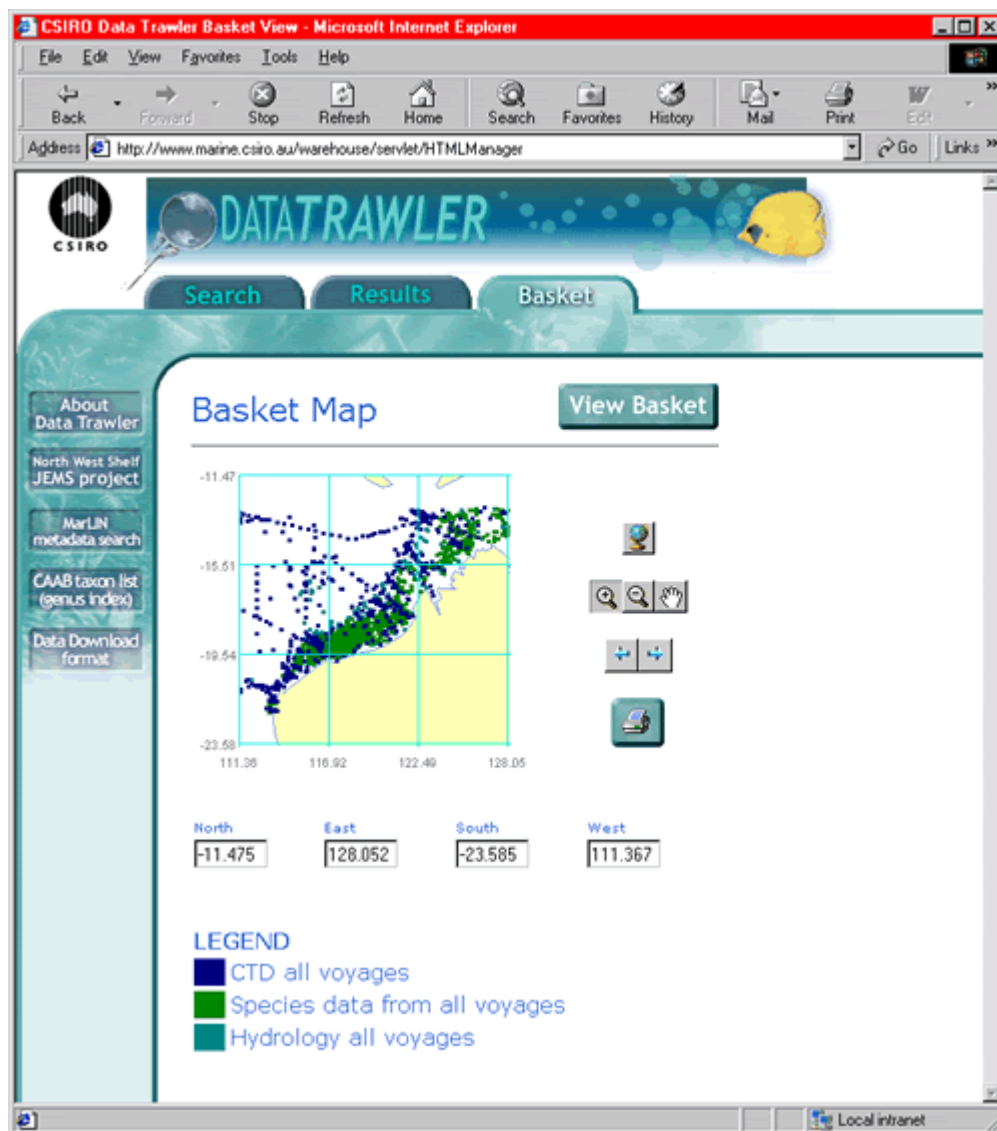 CSIRO Data Trawler Basket View - Microsoft Internet Explorer
File Edit View Favorites Tools Help
Back Forward Stop Refresh Home Search Favorites History Mail Print Edit
Address http://www.marine.csiro.au/warehouse/servlet/HTMLManager Go Links
CSIRO
DATATRAWLER
Search Results Basket
About
Data Trawler
North West Shelf
JEMS project
MarLIN
metadata search
CAAB taxon list
(genus index)
Data Download
format
Basket Map View Basket
-11.47
-15.51
-19.54
-23.58
111.36 116.92 122.49 128.05
North East South West
-11.475 128.052 -23.585 111.367
LEGEND
CTD all voyages
Species data from all voyages
Hydrology all voyages
Local intranet